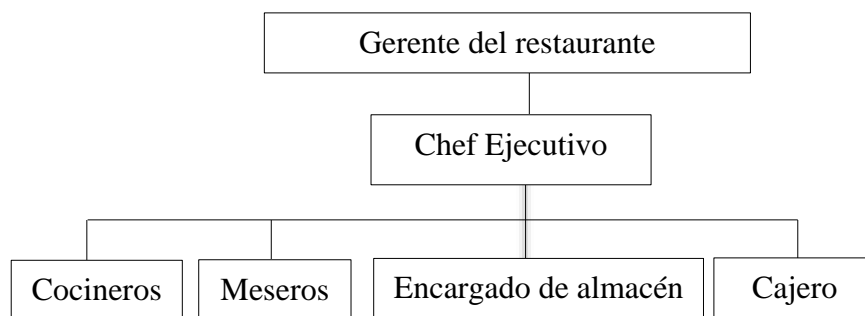 Gerente del restaurante
Chef Ejecutivo
Cocineros
Meseros
Encargado de almacén
Cajero